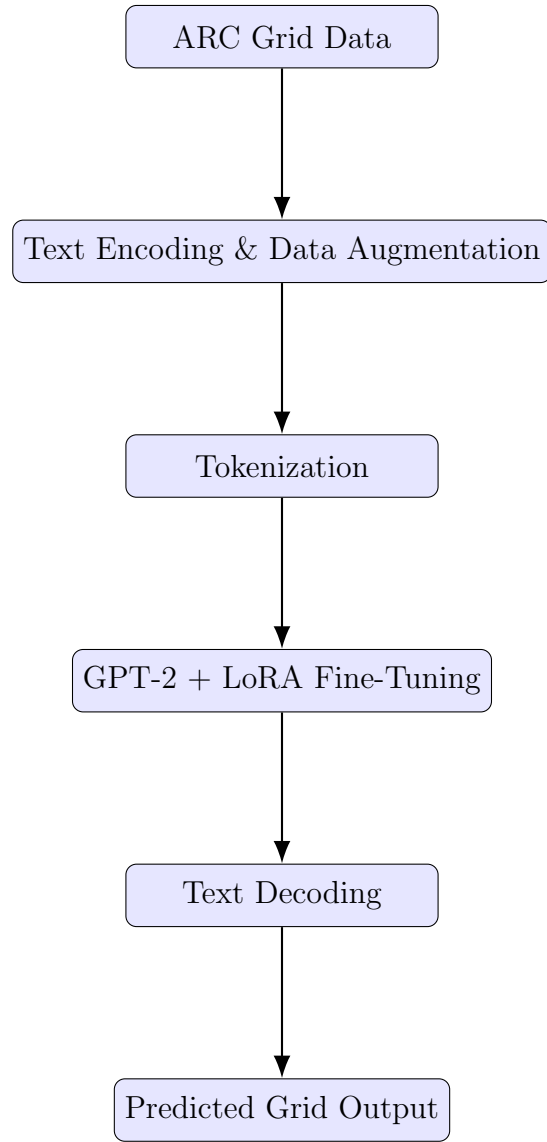 ARC Grid Data
Text Encoding & Data Augmentation
Tokenization
GPT-2 + LoRA Fine-Tuning
Text Decoding
Predicted Grid Output